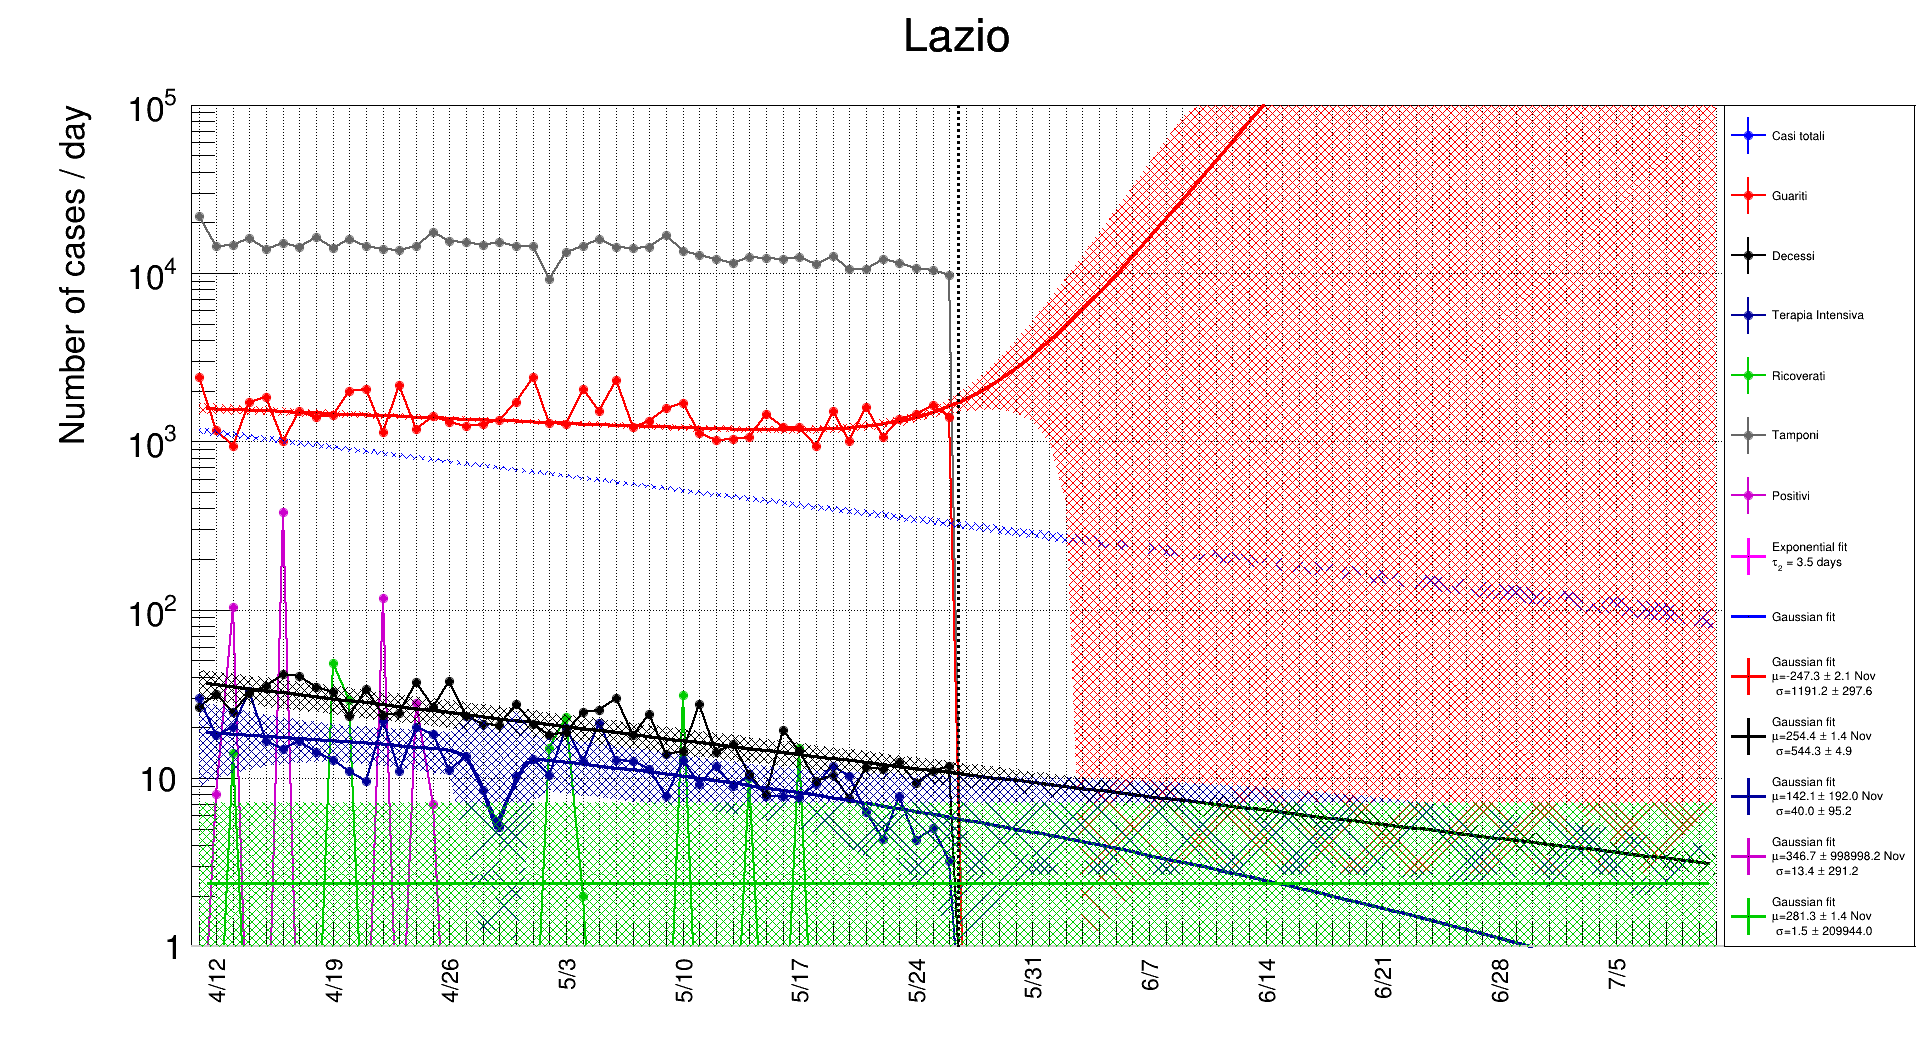 Lazio
Number of cases / day
10^5
10^4
10^3
10^2
10
1
4/12
4/19
4/26
5/3
5/10
5/17
5/24
5/31
6/7
6/14
6/21
6/28
7/5
Casi totali
Guariti
Decessi
Terapia Intensiva
Ricoverati
Tamponi
Positivi
Exponential fit
τ_2 = 3.5 days
Gaussian fit
Gaussian fit
μ=-247.3 ± 2.1 Nov
σ=1191.2 ± 297.6
Gaussian fit
μ=254.4 ± 1.4 Nov
σ=544.3 ± 4.9
Gaussian fit
μ=142.1 ± 192.0 Nov
σ=40.0 ± 95.2
Gaussian fit
μ=346.7 ± 998998.2 Nov
σ=13.4 ± 291.2
Gaussian fit
μ=281.3 ± 1.4 Nov
σ=1.5 ± 209944.0